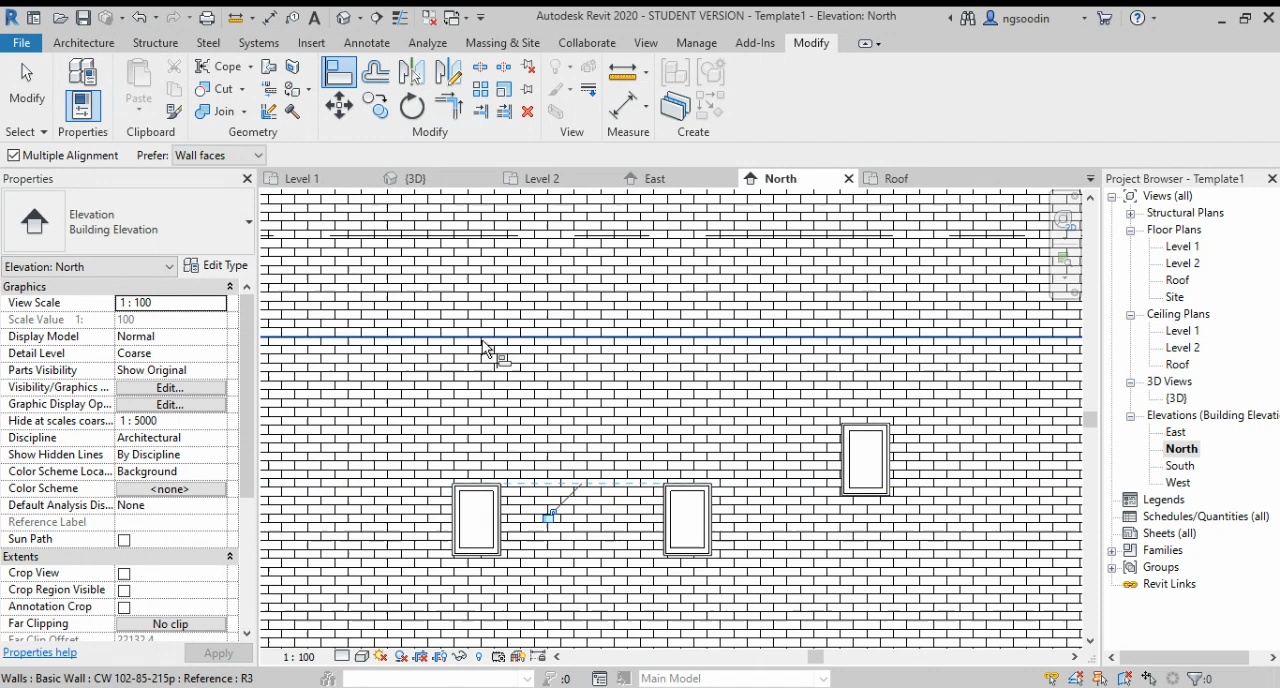 Autodesk Revit 2020 - STUDENT VERSION - Template1 - Elevation: North
ngsoodin
File Architecture Structure Steel Systems Insert Annotate Analyze Massing & Site Collaborate View Manage Add-Ins Modify
Cope
Cut
Join
Modify
Paste
Select Properties Clipboard Geometry Modify View Measure Create
Multiple Alignment Prefer: Wall faces
Properties
Level 1 {3D} Level 2 East North Roof
Project Browser - Template1
Elevation
Building Elevation
Elevation: North Edit Type
Graphics
View Scale 1 : 100
Scale Value 1: 100
Display Model Normal
Detail Level Coarse
Parts Visibility Show Original
Visibility/Graphics ... Edit...
Graphic Display Op... Edit...
Hide at scales coars... 1 : 5000
Discipline Architectural
Show Hidden Lines By Discipline
Color Scheme Loca... Background
Color Scheme <none>
Default Analysis Dis... None
Reference Label
Sun Path
Extents
Crop View
Crop Region Visible
Annotation Crop
Far Clipping No clip
Far Clip Offset 22132.4
Properties help Apply
Views (all)
Structural Plans
Floor Plans
Level 1
Level 2
Roof
Site
Ceiling Plans
Level 1
Level 2
Roof
3D Views
{3D}
Elevations (Building Elevati
East
North
South
West
Legends
Schedules/Quantities (all)
Sheets (all)
Families
Groups
Revit Links
2D
1 : 100
Walls : Basic Wall : CW 102-85-215p : Reference : R3
:0
Main Model
:0